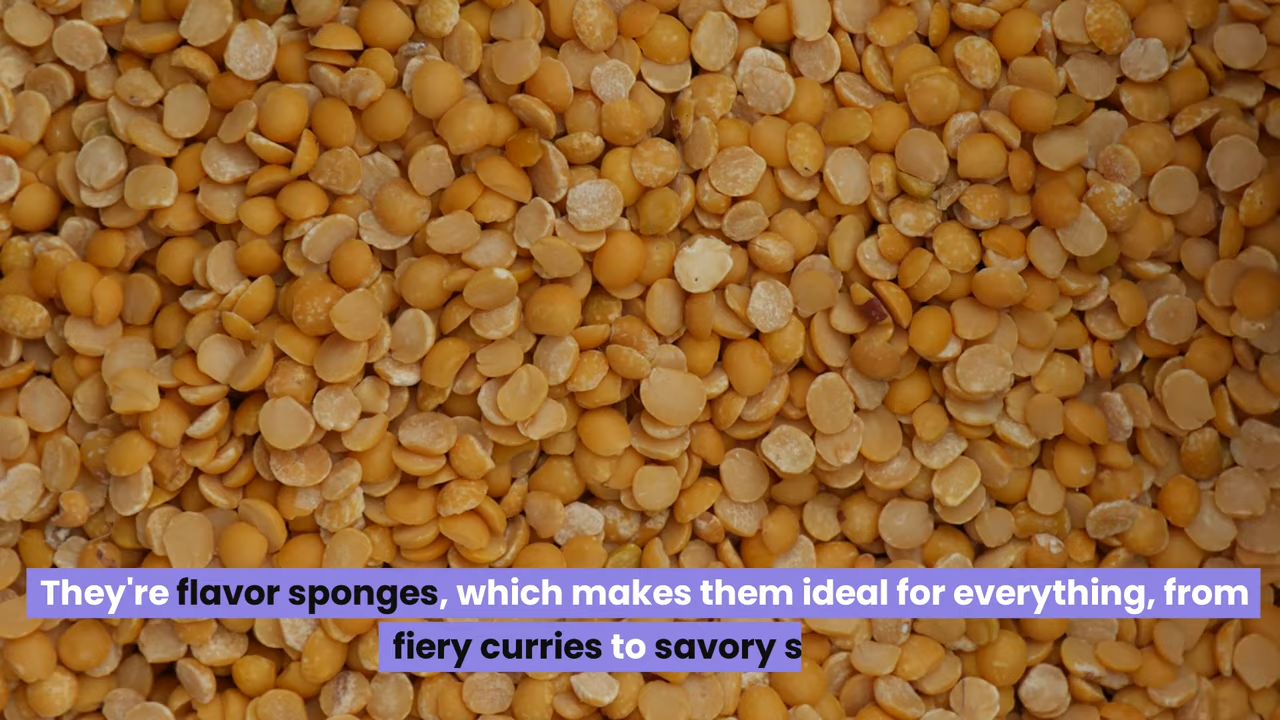 They're flavor sponges, which makes them ideal for everything, from
fiery curries to savory s